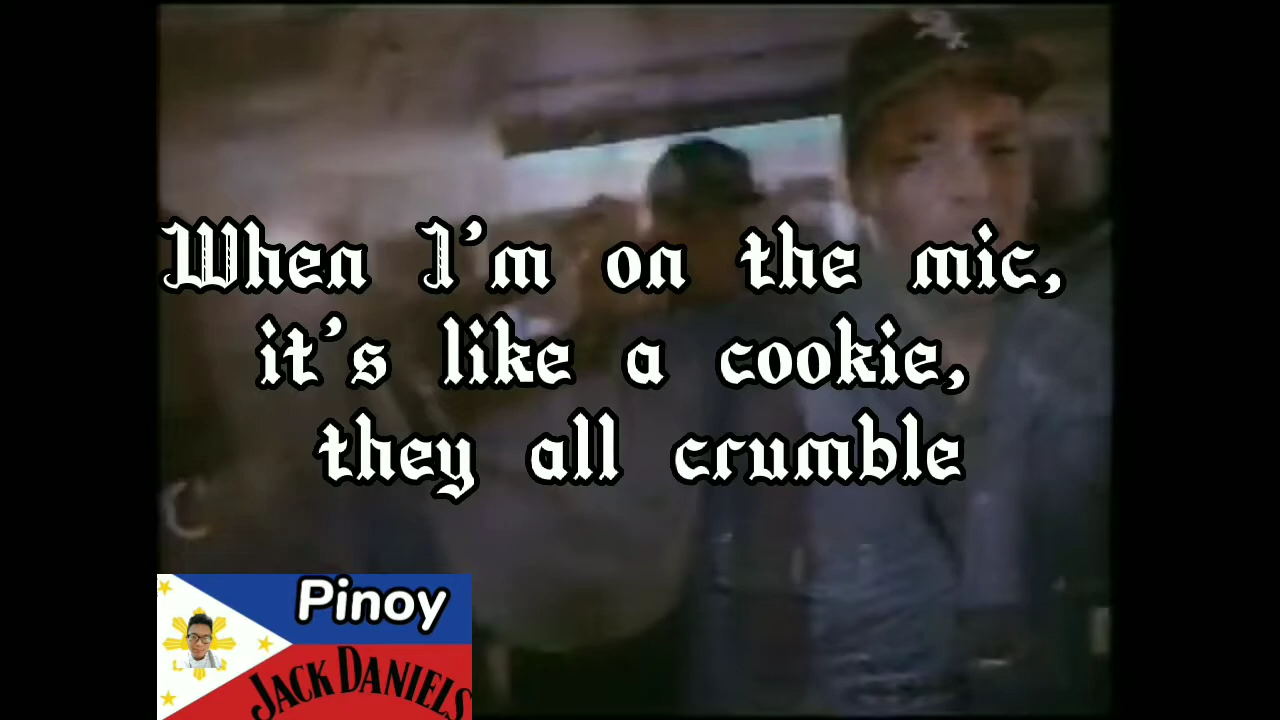 When I'm on the mic,
it's like a cookie,
they all crumble
Pinoy
JACK DANIELS